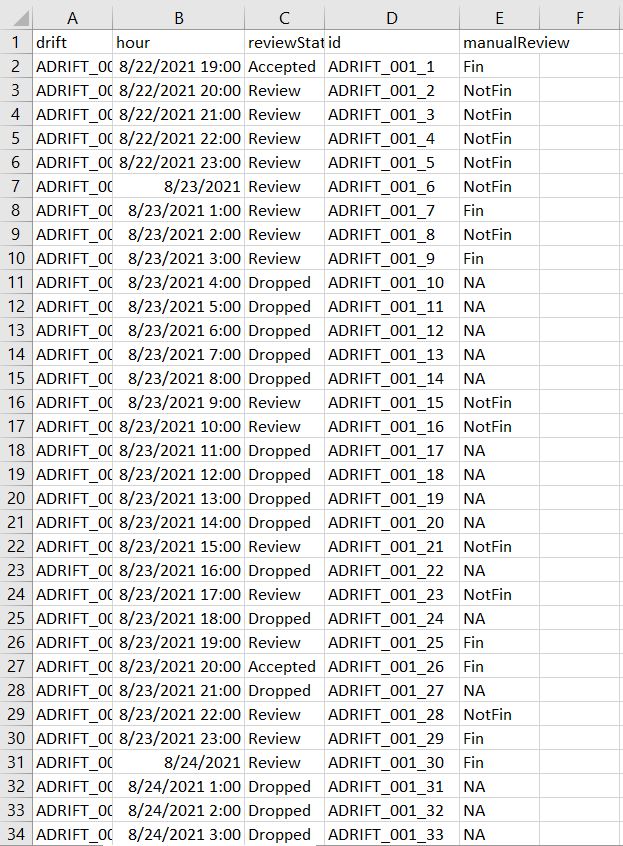 A B C D E F
1 drift hour reviewStat id manualReview
2 ADRIFT_00 8/22/2021 19:00 Accepted ADRIFT_001_1 Fin
3 ADRIFT_00 8/22/2021 20:00 Review ADRIFT_001_2 NotFin
4 ADRIFT_00 8/22/2021 21:00 Review ADRIFT_001_3 NotFin
5 ADRIFT_00 8/22/2021 22:00 Review ADRIFT_001_4 NotFin
6 ADRIFT_00 8/22/2021 23:00 Review ADRIFT_001_5 NotFin
7 ADRIFT_00 8/23/2021 Review ADRIFT_001_6 NotFin
8 ADRIFT_00 8/23/2021 1:00 Review ADRIFT_001_7 Fin
9 ADRIFT_00 8/23/2021 2:00 Review ADRIFT_001_8 NotFin
10 ADRIFT_00 8/23/2021 3:00 Review ADRIFT_001_9 Fin
11 ADRIFT_00 8/23/2021 4:00 Dropped ADRIFT_001_10 NA
12 ADRIFT_00 8/23/2021 5:00 Dropped ADRIFT_001_11 NA
13 ADRIFT_00 8/23/2021 6:00 Dropped ADRIFT_001_12 NA
14 ADRIFT_00 8/23/2021 7:00 Dropped ADRIFT_001_13 NA
15 ADRIFT_00 8/23/2021 8:00 Dropped ADRIFT_001_14 NA
16 ADRIFT_00 8/23/2021 9:00 Review ADRIFT_001_15 NotFin
17 ADRIFT_00 8/23/2021 10:00 Review ADRIFT_001_16 NotFin
18 ADRIFT_00 8/23/2021 11:00 Dropped ADRIFT_001_17 NA
19 ADRIFT_00 8/23/2021 12:00 Dropped ADRIFT_001_18 NA
20 ADRIFT_00 8/23/2021 13:00 Dropped ADRIFT_001_19 NA
21 ADRIFT_00 8/23/2021 14:00 Dropped ADRIFT_001_20 NA
22 ADRIFT_00 8/23/2021 15:00 Review ADRIFT_001_21 NotFin
23 ADRIFT_00 8/23/2021 16:00 Dropped ADRIFT_001_22 NA
24 ADRIFT_00 8/23/2021 17:00 Review ADRIFT_001_23 NotFin
25 ADRIFT_00 8/23/2021 18:00 Dropped ADRIFT_001_24 NA
26 ADRIFT_00 8/23/2021 19:00 Review ADRIFT_001_25 Fin
27 ADRIFT_00 8/23/2021 20:00 Accepted ADRIFT_001_26 Fin
28 ADRIFT_00 8/23/2021 21:00 Dropped ADRIFT_001_27 NA
29 ADRIFT_00 8/23/2021 22:00 Review ADRIFT_001_28 NotFin
30 ADRIFT_00 8/23/2021 23:00 Review ADRIFT_001_29 Fin
31 ADRIFT_00 8/24/2021 Review ADRIFT_001_30 Fin
32 ADRIFT_00 8/24/2021 1:00 Dropped ADRIFT_001_31 NA
33 ADRIFT_00 8/24/2021 2:00 Dropped ADRIFT_001_32 NA
34 ADRIFT_00 8/24/2021 3:00 Dropped ADRIFT_001_33 NA